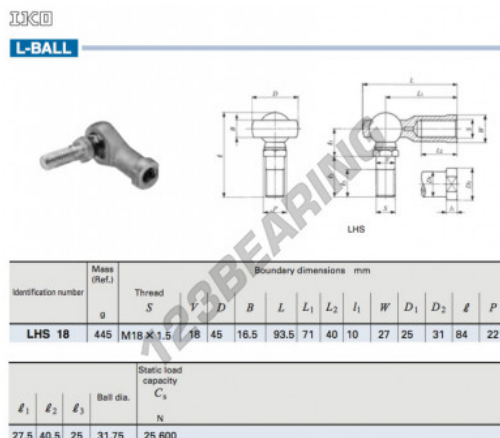 IKO
L-BALL
LHS
Identification number
Mass (Ref.) g
Boundary dimensions mm
Thread S V D B L L1 L2 l1 W D1 D2 ℓ P
LHS 18 445 M18×1.5 18 45 16.5 93.5 71 40 10 27 25 31 84 22
ℓ1 ℓ2 ℓ3 Ball dia. Static load capacity Cs N
27.5 40.5 25 31.75 25 600
123BEARING